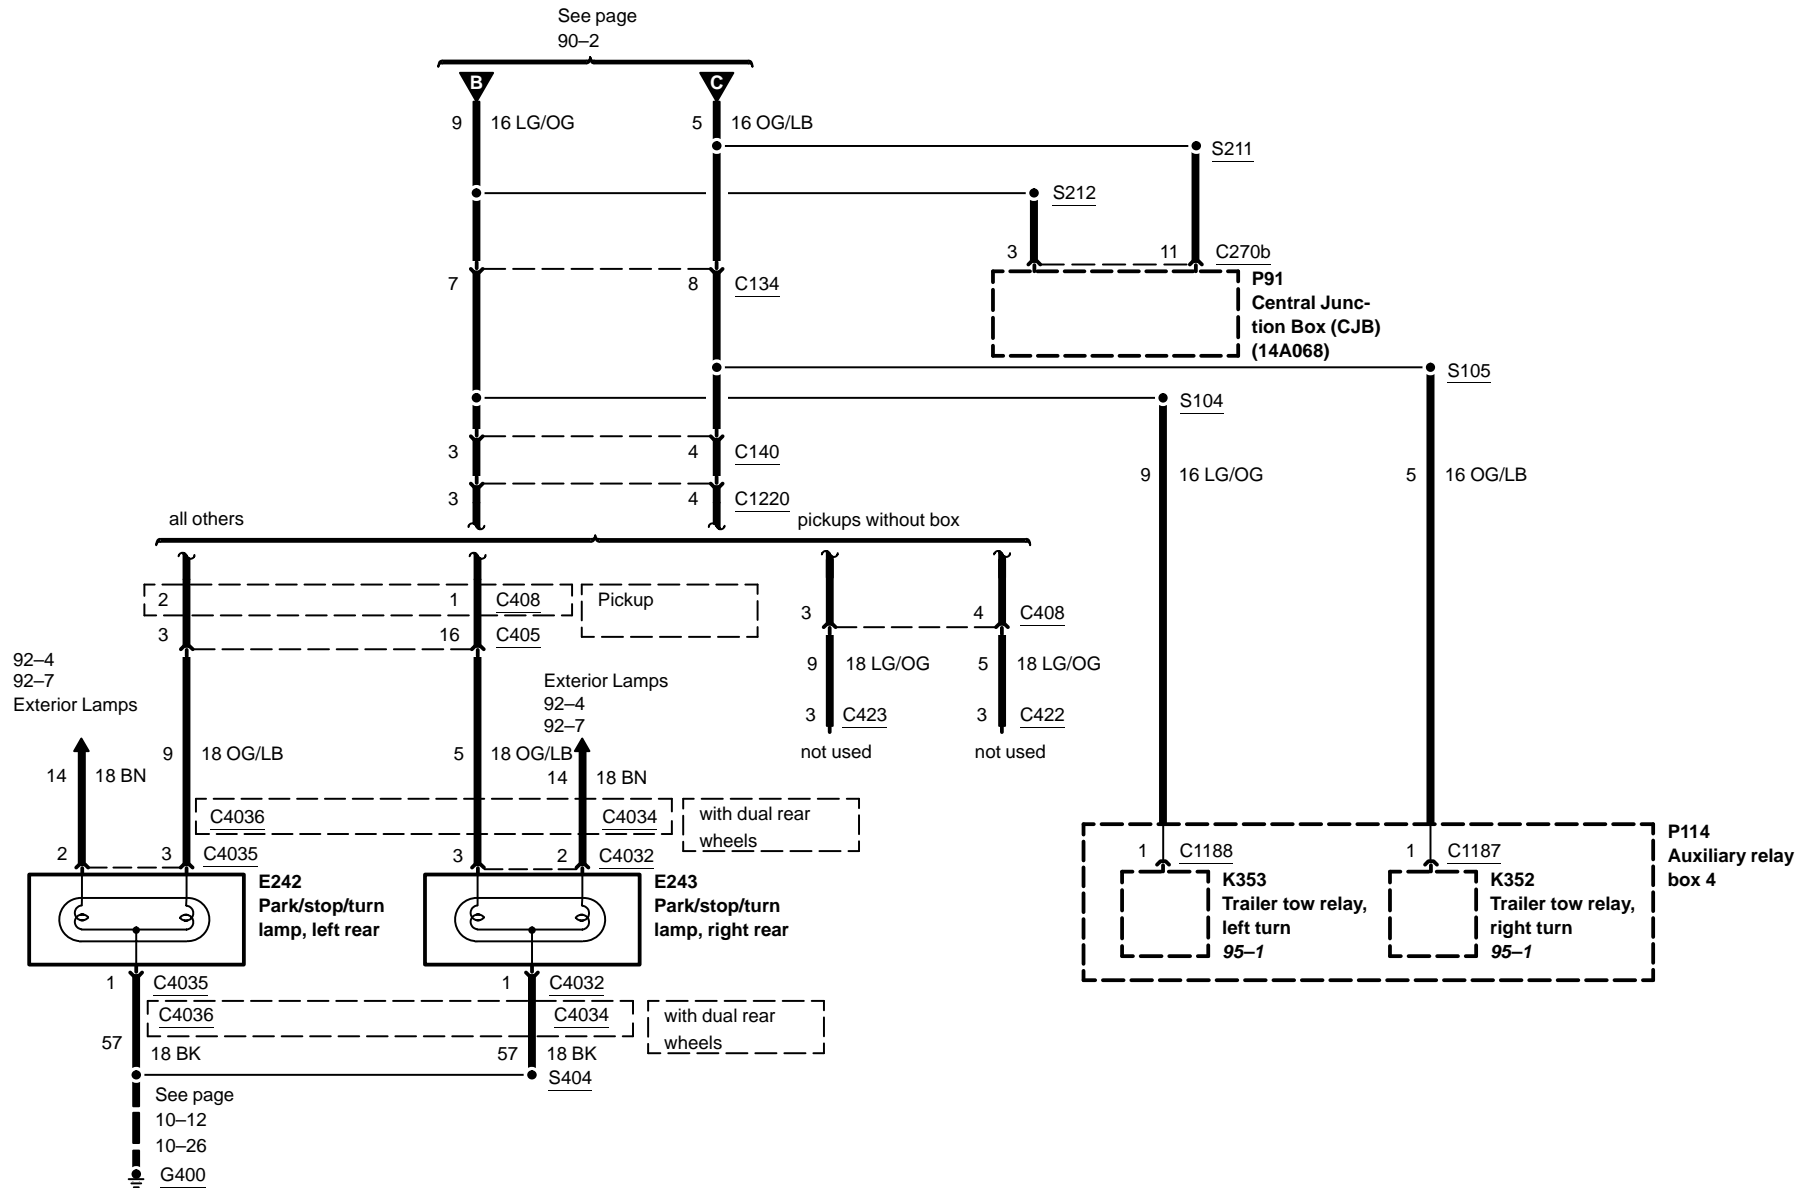 See page
90–2
B
C
9 16 LG/OG
5 16 OG/LB
S211
S212
3
11 C270b
7
8 C134
P91
Central Junc-
tion Box (CJB)
(14A068)
S105
S104
3
4 C140
9 16 LG/OG
5 16 OG/LB
3
4 C1220
all others
pickups without box
2
1 C408
Pickup
3
16 C405
3
4 C408
92–4
92–7
Exterior Lamps
Exterior Lamps
92–4
92–7
9 18 LG/OG
5 18 LG/OG
3 C423
3 C422
not used
not used
9 18 OG/LB
5 18 OG/LB
14 18 BN
14 18 BN
C4036
C4034
with dual rear
wheels
2
3 C4035
3
2 C4032
P114
Auxiliary relay
box 4
1 C1188
1 C1187
E242
Park/stop/turn
lamp, left rear
E243
Park/stop/turn
lamp, right rear
K353
Trailer tow relay,
left turn
95–1
K352
Trailer tow relay,
right turn
95–1
1 C4035
1 C4032
C4036
C4034
with dual rear
wheels
57 18 BK
57 18 BK
S404
See page
10–12
10–26
G400